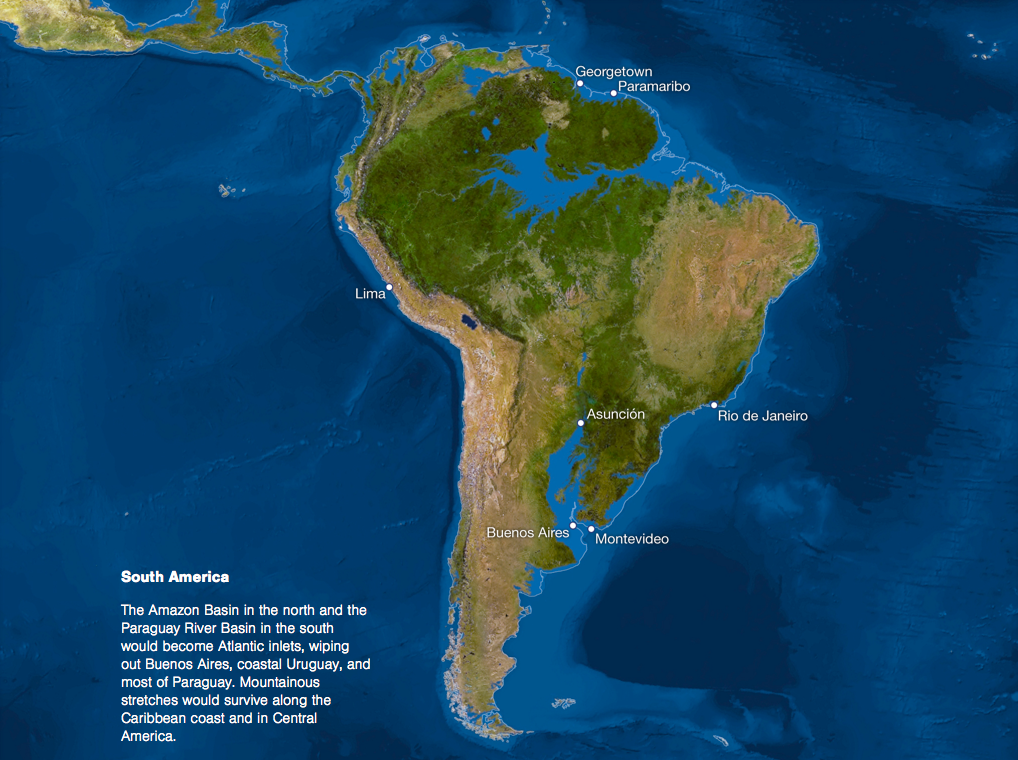 Georgetown
Paramaribo
Lima
Asunción
Rio de Janeiro
Buenos Aires
Montevideo
South America
The Amazon Basin in the north and the
Paraguay River Basin in the south
would become Atlantic inlets, wiping
out Buenos Aires, coastal Uruguay, and
most of Paraguay. Mountainous
stretches would survive along the
Caribbean coast and in Central
America.